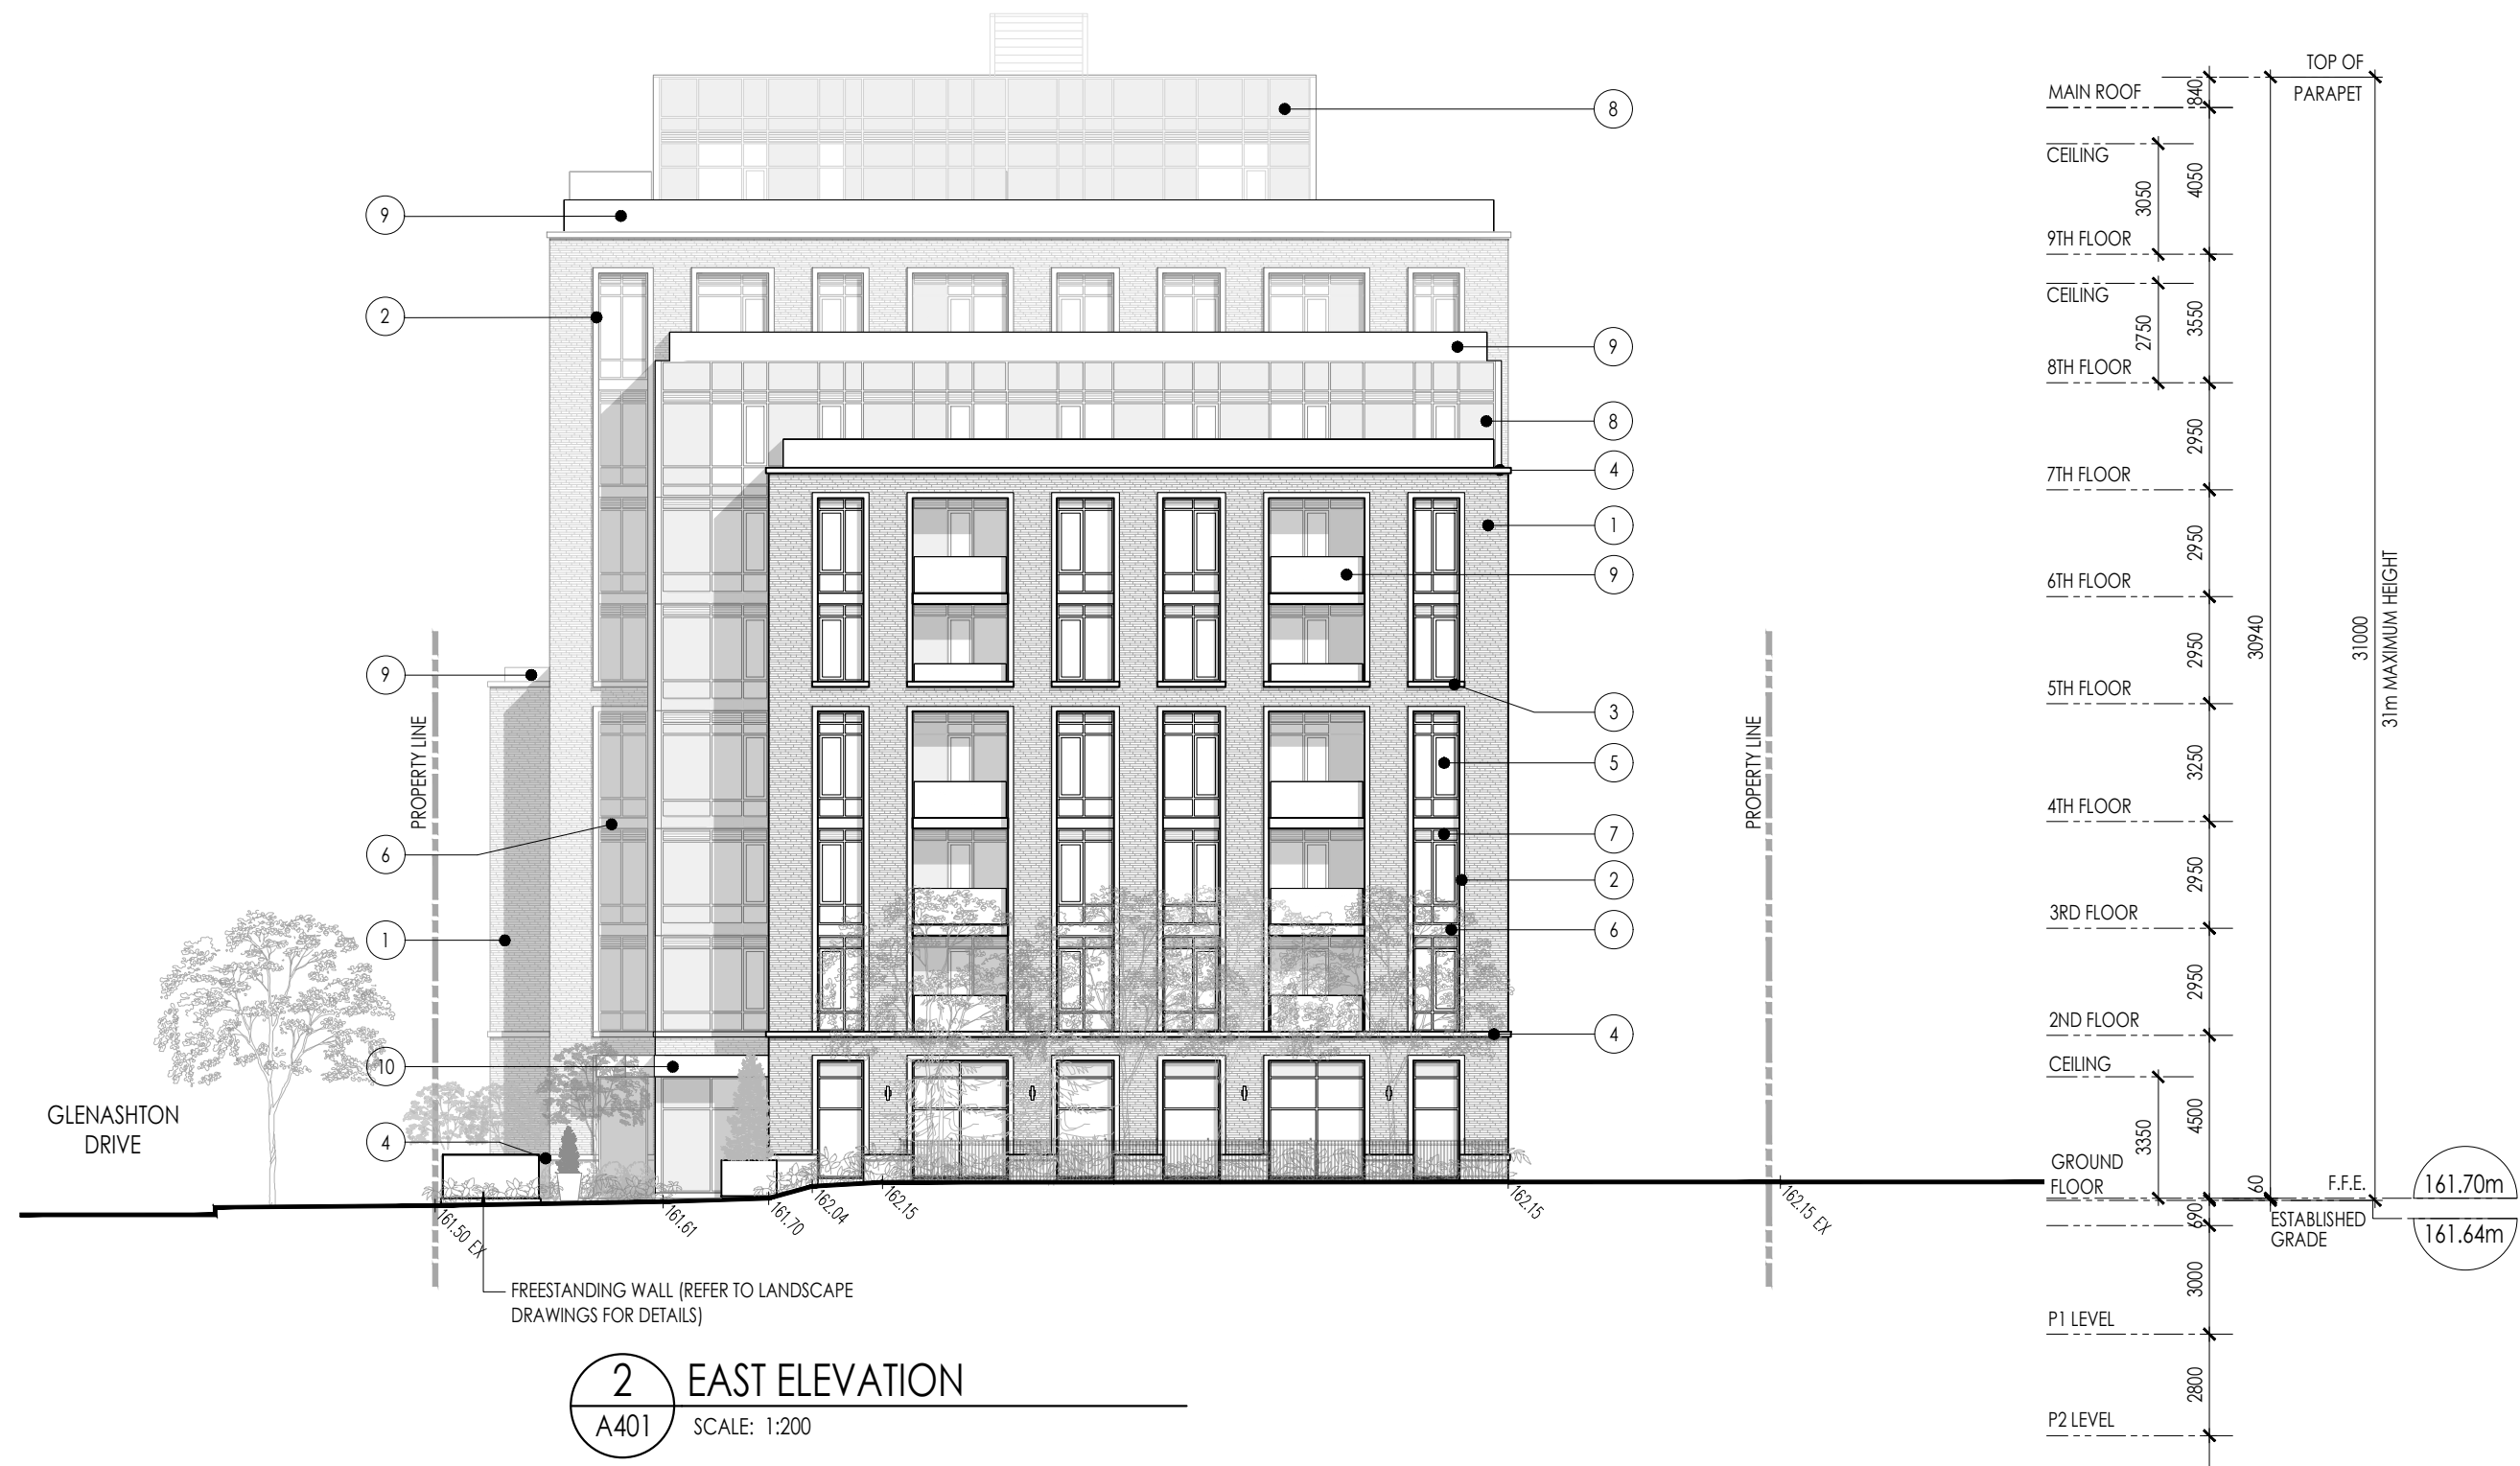 TOP OF
PARAPET
MAIN ROOF
840
8
CEILING
3050
4050
9
9TH FLOOR
2
CEILING
2750
3550
9
8TH FLOOR
8
2950
4
7TH FLOOR
1
2950
9
6TH FLOOR
30940
31000
31m MAXIMUM HEIGHT
2950
9
5TH FLOOR
3
PROPERTY LINE
PROPERTY LINE
5
3250
4TH FLOOR
6
7
2
2950
1
3RD FLOOR
6
2950
2ND FLOOR
4
10
CEILING
GLENASHTON
DRIVE
4
3350
4500
GROUND
FLOOR
60
F.F.E.
161.70m
690
ESTABLISHED
GRADE
161.64m
161.50 EX
161.61
161.70
162.04
162.15
162.15
162.15 EX
FREESTANDING WALL (REFER TO LANDSCAPE
DRAWINGS FOR DETAILS)
3000
P1 LEVEL
2800
P2 LEVEL
2
A401
EAST ELEVATION
SCALE: 1:200